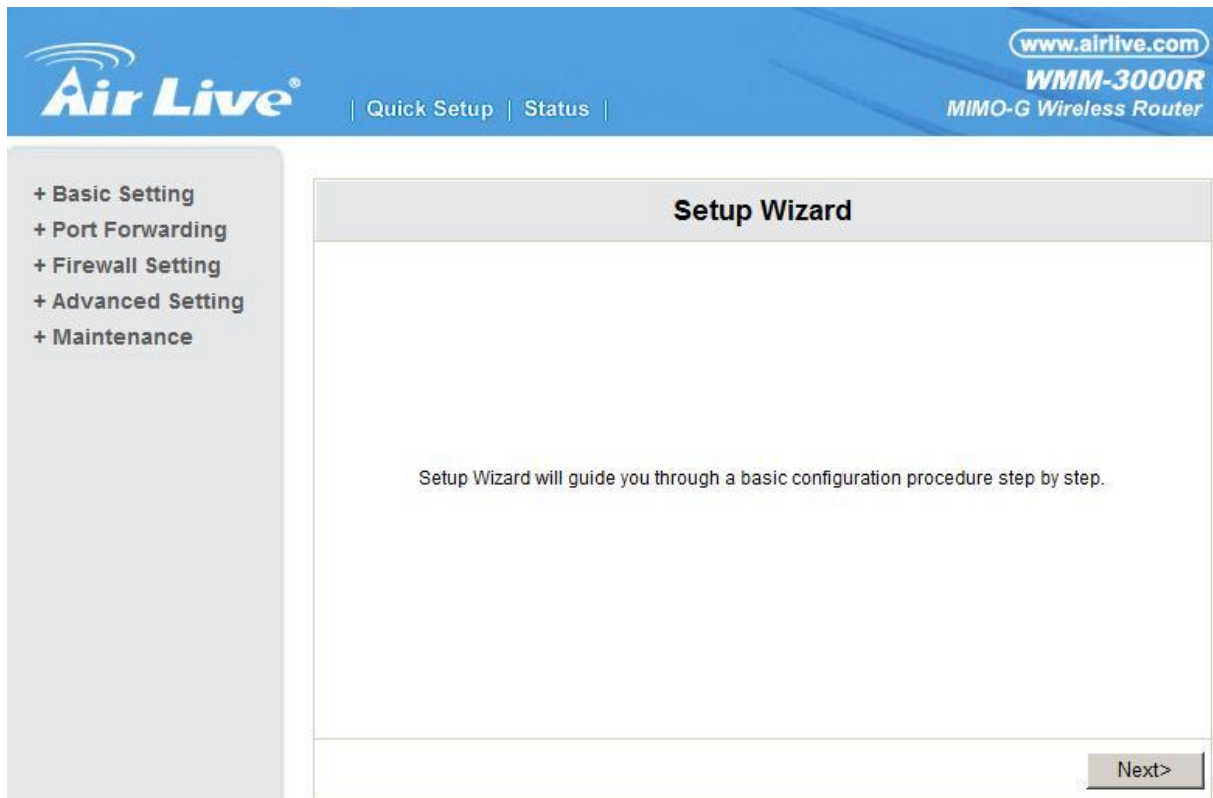 www.airlive.com
WMM-3000R
MIMO-G Wireless Router
Air Live®
| Quick Setup | Status |
+ Basic Setting
+ Port Forwarding
+ Firewall Setting
+ Advanced Setting
+ Maintenance
Setup Wizard
Setup Wizard will guide you through a basic configuration procedure step by step.
Next>